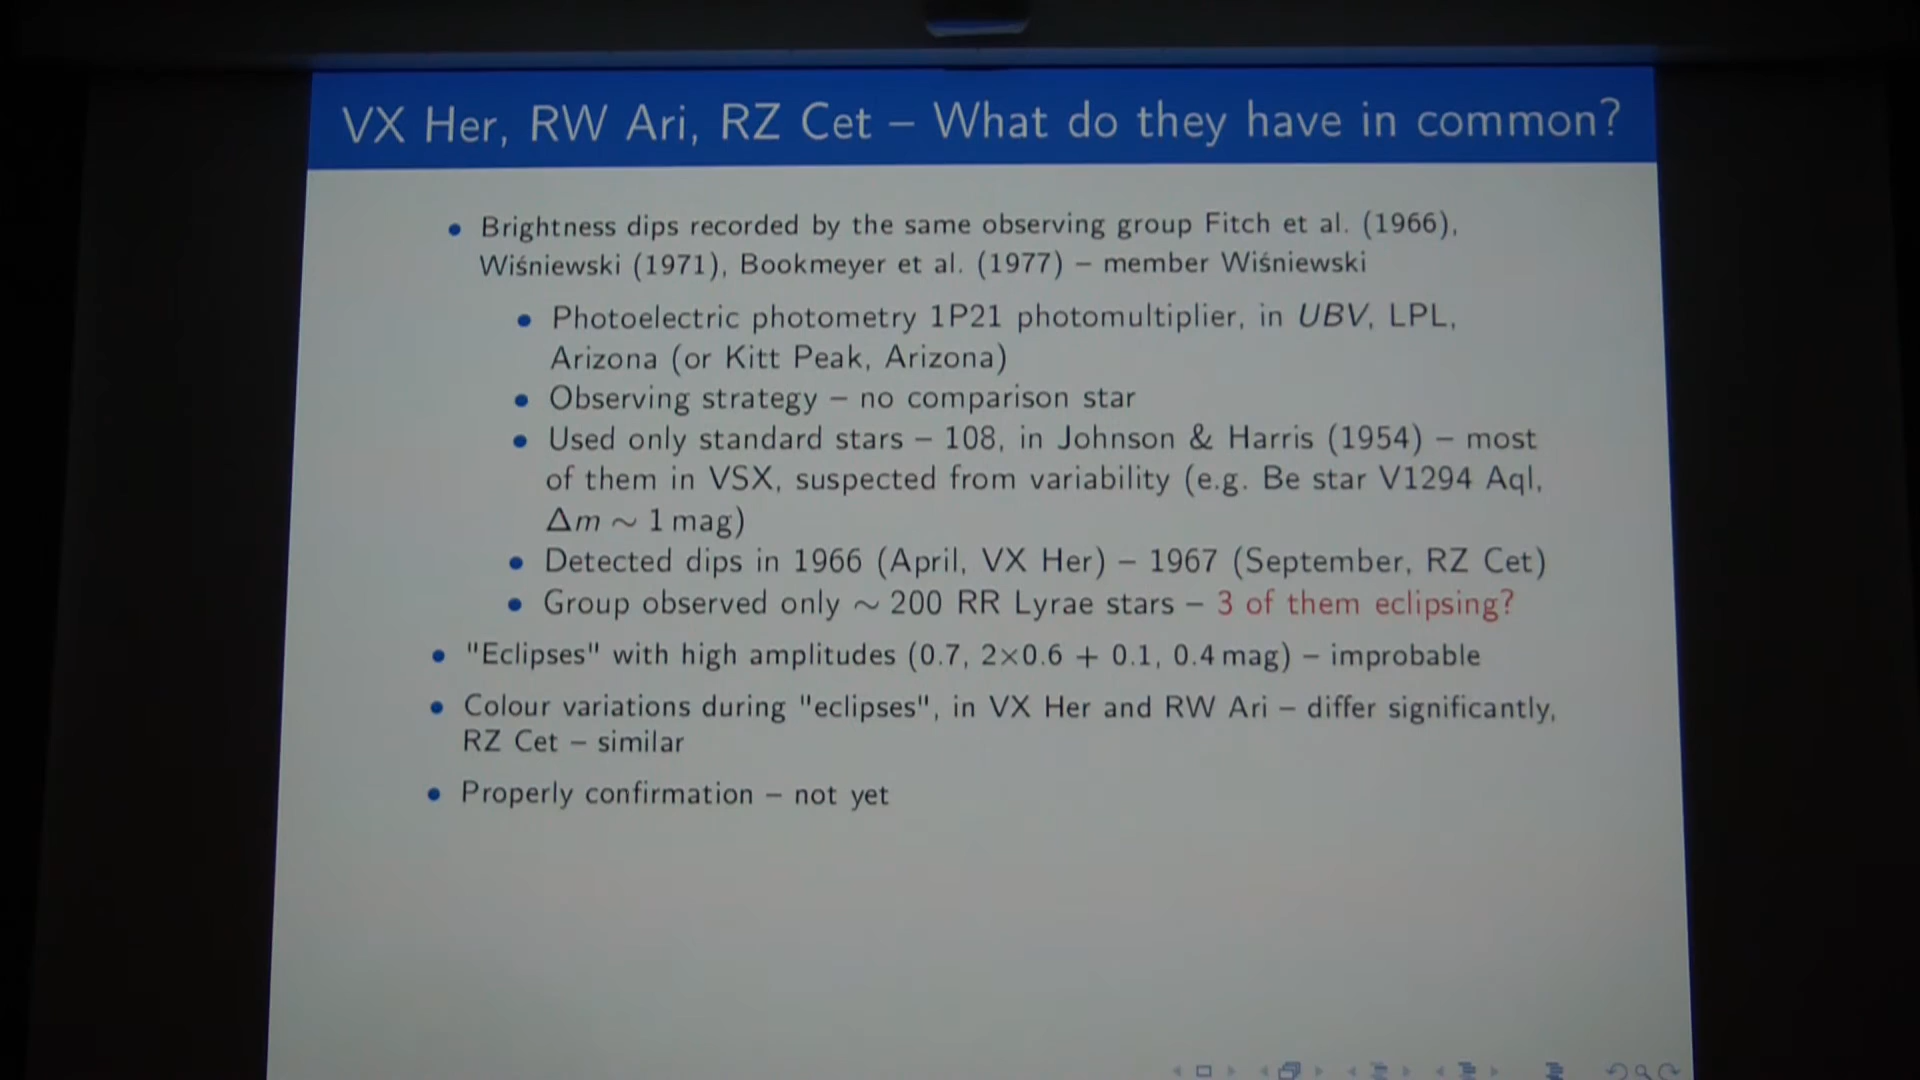 VX Her, RW Ari, RZ Cet – What do they have in common?
• Brightness dips recorded by the same observing group Fitch et al. (1966),
Wiśniewski (1971), Bookmeyer et al. (1977) – member Wiśniewski
• Photoelectric photometry 1P21 photomultiplier, in UBV, LPL,
Arizona (or Kitt Peak, Arizona)
• Observing strategy – no comparison star
• Used only standard stars – 108, in Johnson & Harris (1954) – most
of them in VSX, suspected from variability (e.g. Be star V1294 Aql,
Δm ∼ 1 mag)
• Detected dips in 1966 (April, VX Her) – 1967 (September, RZ Cet)
• Group observed only ∼ 200 RR Lyrae stars – 3 of them eclipsing?
• "Eclipses" with high amplitudes (0.7, 2×0.6 + 0.1, 0.4 mag) – improbable
• Colour variations during "eclipses", in VX Her and RW Ari – differ significantly,
RZ Cet – similar
• Properly confirmation – not yet